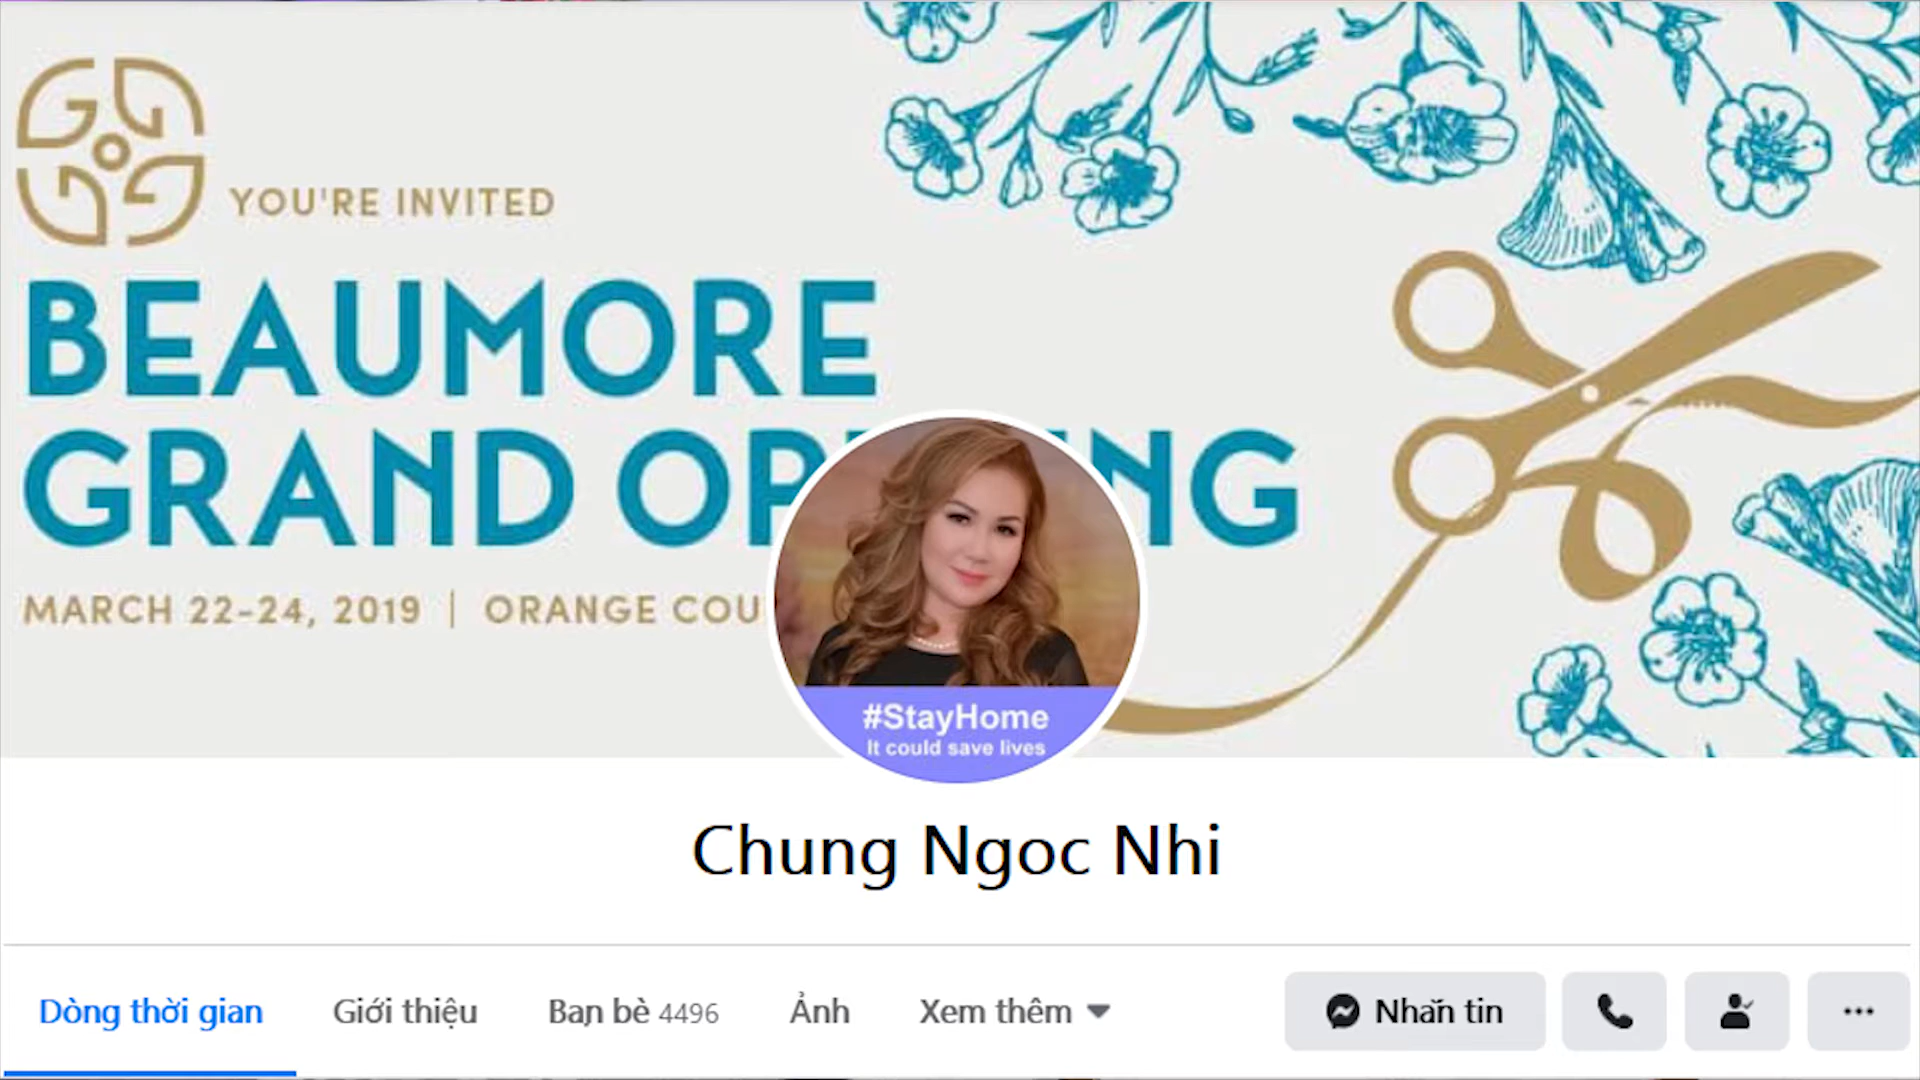 YOU'RE INVITED
BEAUMORE
GRAND OP NG
MARCH 22-24, 2019 | ORANGE COU
#StayHome
It could save lives
Chung Ngoc Nhi
Dòng thời gian Giới thiệu Bạn bè 4496 Ảnh Xem thêm Nhắn tin